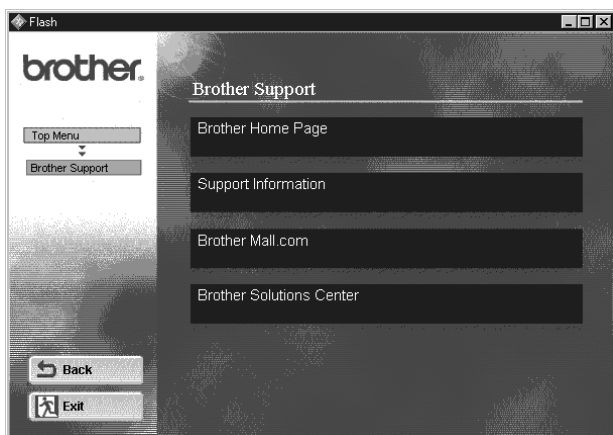 Flash
brother.
Top Menu
Brother Support
Back
Exit
Brother Support
Brother Home Page
Support Information
Brother Mall.com
Brother Solutions Center